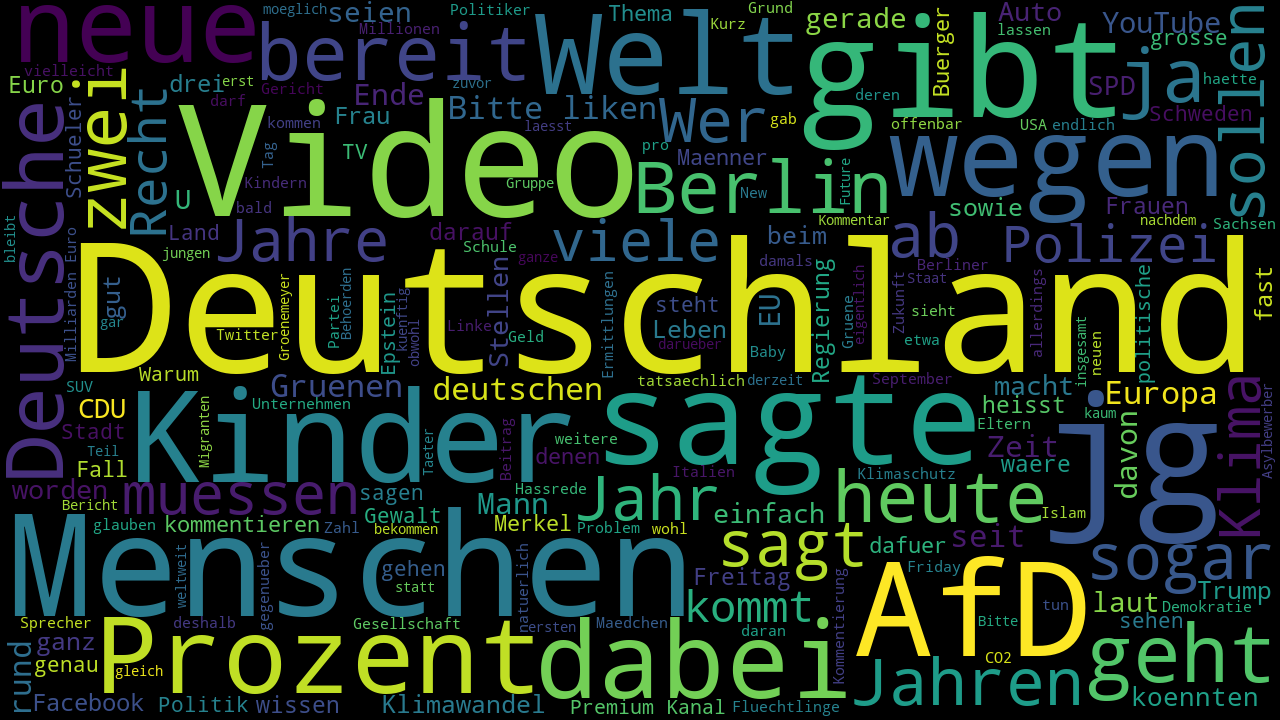 neue
moeglich
seien
Politiker
Thema
Grund
Kurz
gerade
Auto
YouTube
lassen
grosse
sollen
Millionen
bereit
Welt
gibt
Buerger
ja
SPD
haette
vielleicht
Euro
zwei
drei
erst
Gericht
zuvor
Ende
Bitte liken
Wer
gab
deren
offenbar
USA
endlich
Schweden
Deutsche
Schueler
Recht
darf
kommen
Frau
laesst
pro
Maenner
wegen
Video
TV
Tag
Kindern
Gruppe
Berlin
New
Future
Frauen
U
bald
sowie
nachdem
Sachsen
Kommentar
bleibt
Milliarden Euro
Land
Jahre
darauf
Schule
viele
beim
ab
Polizei
jungen
ganze
damals
Berliner
Staat
Deutschland
gut
gar
Twitter
Groenemeyer
Partei
Behoerden
Epstein
kuenftig
obwohl
Linke
Stellen
Geld
Ermittlungen
steht
Leben
darueber
Baby
EU
Regierung
Gruene
eigentlich
Zukunft
sieht
etwa
allerdings
insgesamt
neuen
politische
fast
SUV
Warum
Gruenen
deutschen
tatsaechlich
derzeit
September
macht
Europa
CDU
Stadt
Teil
Fall
Kinder
Migranten
Unternehmen
Taeter
Beitrag
weitere
denen
sagte
Italien
Klimaschutz
heisst
Eltern
Zeit
waere
kaum
davon
jg
Klima
Asylbewerber
worden
Bericht
muessen
sagen
Hassrede
Mann
Jahr
einfach
heute
Islam
glauben
kommentieren
Zahl
Gewalt
bekommen
Merkel
Problem
wohl
sagt
dafuer
seit
sogar
Menschen
weltweit
gegenueber
gehen
statt
natuerlich
Freitag
Friday
Trump
kommt
AfD
tun
laut
Demokratie
Sprecher
deshalb
Gesellschaft
ersten
Maedchen
daran
Kommentierung
Bitte
CO2
sehen
rund
ganz
genau
Prozent
gleich
dabei
geht
Jahren
koennten
Facebook
Politik
wissen
Klimawandel
Premium Kanal
Fluechtlinge